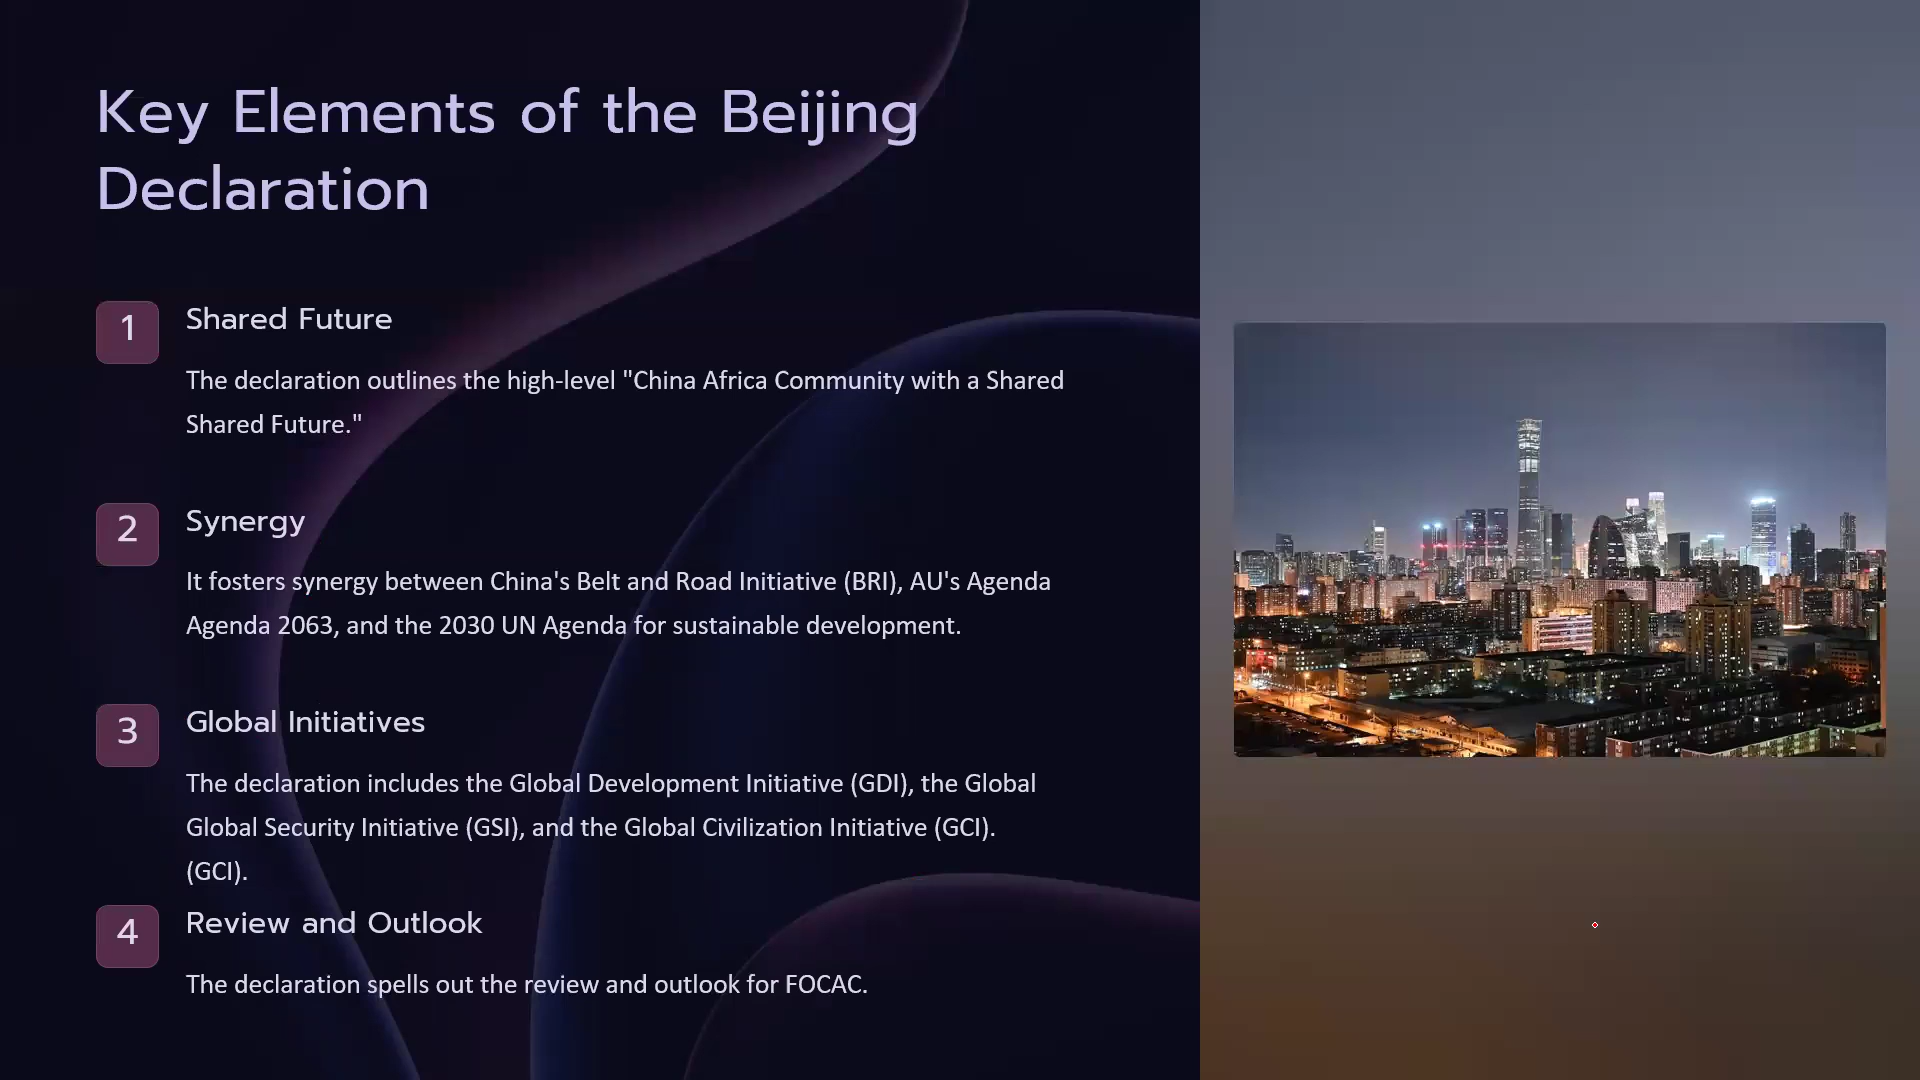 Key Elements of the Beijing
Declaration
1
Shared Future
The declaration outlines the high-level "China Africa Community with a Shared
Shared Future."
2
Synergy
It fosters synergy between China's Belt and Road Initiative (BRI), AU's Agenda
Agenda 2063, and the 2030 UN Agenda for sustainable development.
3
Global Initiatives
The declaration includes the Global Development Initiative (GDI), the Global
Global Security Initiative (GSI), and the Global Civilization Initiative (GCI).
(GCI).
4
Review and Outlook
The declaration spells out the review and outlook for FOCAC.